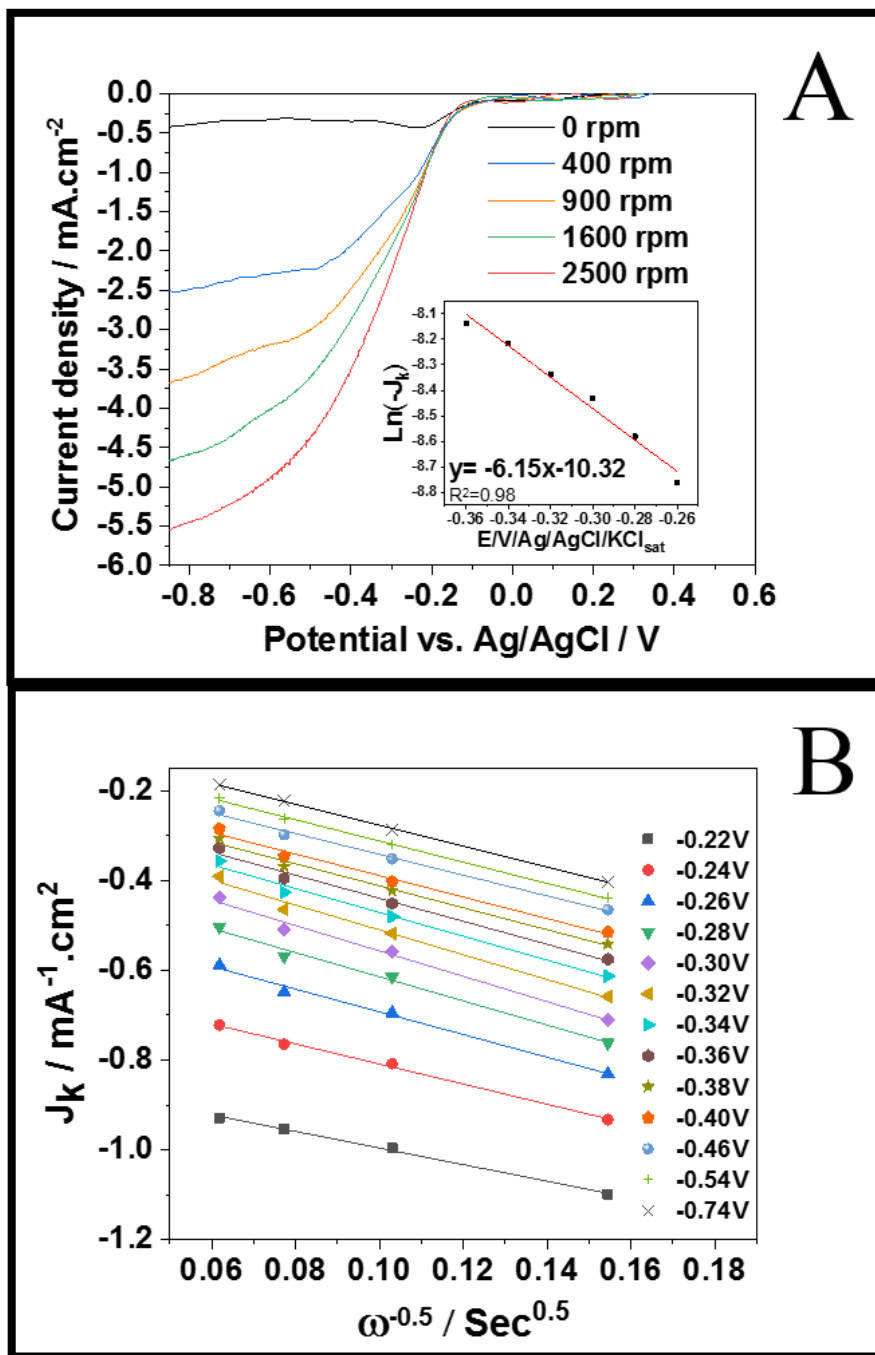 A
0.0
-0.5
-1.0
-1.5
-2.0
-2.5
-3.0
-3.5
-4.0
-4.5
-5.0
-5.5
-6.0
Current density / mA.cm-2
0 rpm
400 rpm
900 rpm
1600 rpm
2500 rpm
-8.1
-8.2
-8.3
-8.4
-8.5
-8.6
-8.7
-8.8
Ln(-Jk)
y= -6.15x-10.32
R2=0.98
-0.36 -0.34 -0.32 -0.30 -0.28 -0.26
E/V/Ag/AgCl/KClsat
-0.8 -0.6 -0.4 -0.2 0.0 0.2 0.4 0.6
Potential vs. Ag/AgCl / V
B
-0.2
-0.4
-0.6
-0.8
-1.0
-1.2
Jk / mA-1.cm2
-0.22V
-0.24V
-0.26V
-0.28V
-0.30V
-0.32V
-0.34V
-0.36V
-0.38V
-0.40V
-0.46V
-0.54V
-0.74V
0.06 0.08 0.10 0.12 0.14 0.16 0.18
ω-0.5 / Sec0.5